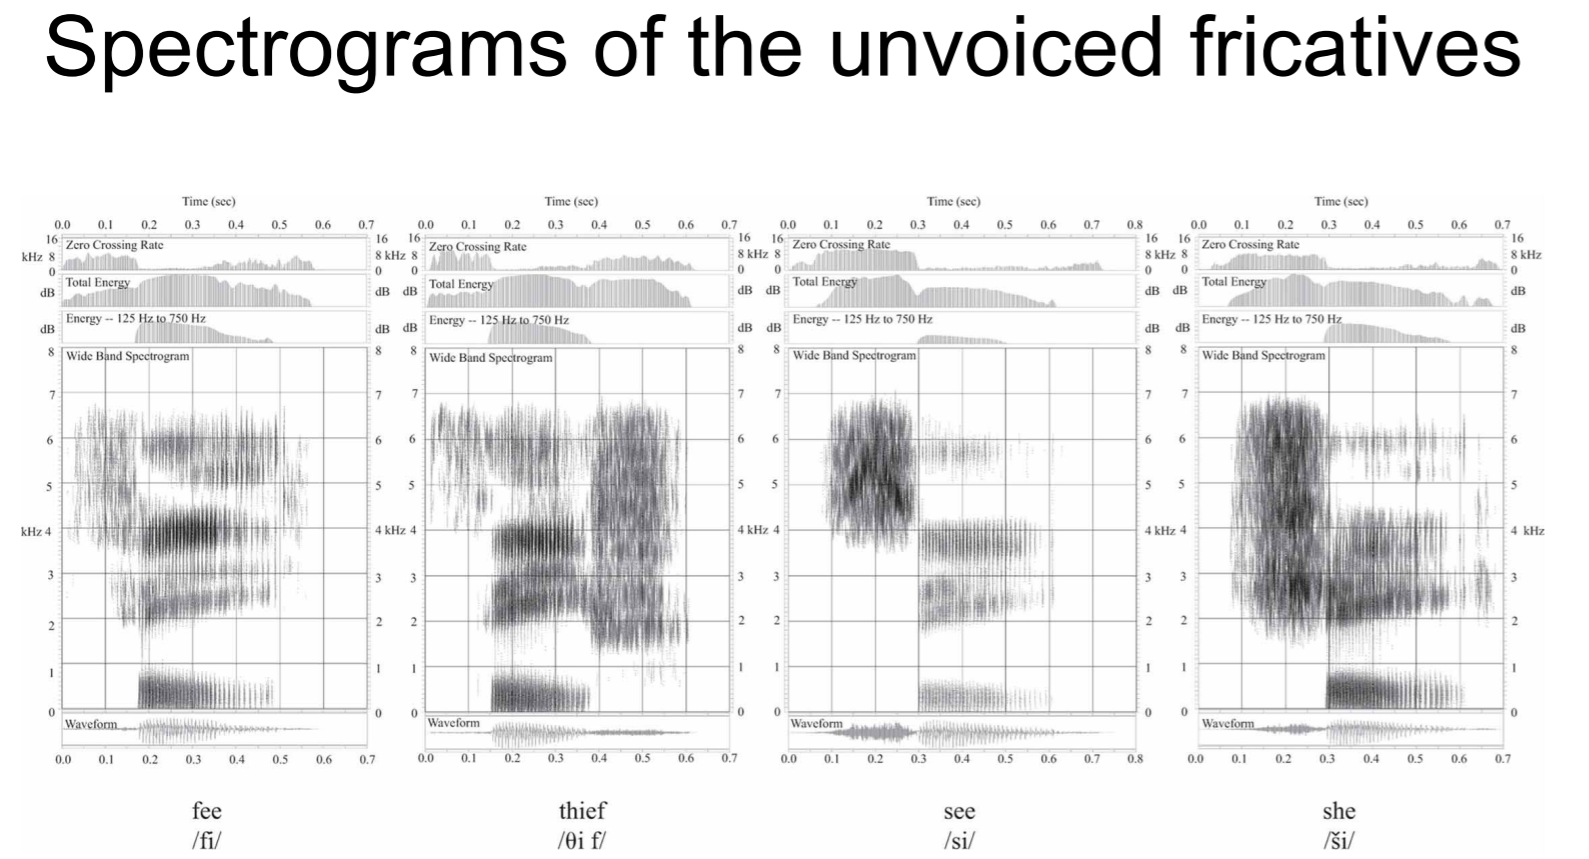 Spectrograms of the unvoiced fricatives
Time (sec) Time (sec) Time (sec) Time (sec)
0.0 0.1 0.2 0.3 0.4 0.5 0.6 0.7 0.0 0.1 0.2 0.3 0.4 0.5 0.6 0.7 0.0 0.1 0.2 0.3 0.4 0.5 0.6 0.7 0.8 0.0 0.1 0.2 0.3 0.4 0.5 0.6 0.7
16 Zero Crossing Rate 16 16 Zero Crossing Rate 16 16 Zero Crossing Rate 16 16 Zero Crossing Rate 16
kHz 8 8 kHz 8 8 kHz 8 8 kHz 8 8 kHz
0 0 0 0 0 0 0 0
Total Energy Total Energy Total Energy Total Energy
dB dB dB dB dB dB dB dB
Energy -- 125 Hz to 750 Hz Energy -- 125 Hz to 750 Hz Energy -- 125 Hz to 750 Hz Energy -- 125 Hz to 750 Hz
dB dB dB dB dB dB dB dB
8 Wide Band Spectrogram 8 8 Wide Band Spectrogram 8 8 Wide Band Spectrogram 8 8 Wide Band Spectrogram 8
7 7 7 7 7 7 7 7
6 6 6 6 6 6 6 6
5 5 5 5 5 5 5 5
kHz 4 4 kHz 4 4 kHz 4 4 kHz 4 4 kHz
3 3 3 3 3 3 3 3
2 2 2 2 2 2 2 2
1 1 1 1 1 1 1 1
0 0 0 0 0 0 0 0
Waveform Waveform Waveform Waveform
0.0 0.1 0.2 0.3 0.4 0.5 0.6 0.7 0.0 0.1 0.2 0.3 0.4 0.5 0.6 0.7 0.0 0.1 0.2 0.3 0.4 0.5 0.6 0.7 0.8 0.0 0.1 0.2 0.3 0.4 0.5 0.6 0.7
fee thief see she
/fi/ /θi f/ /si/ /ši/